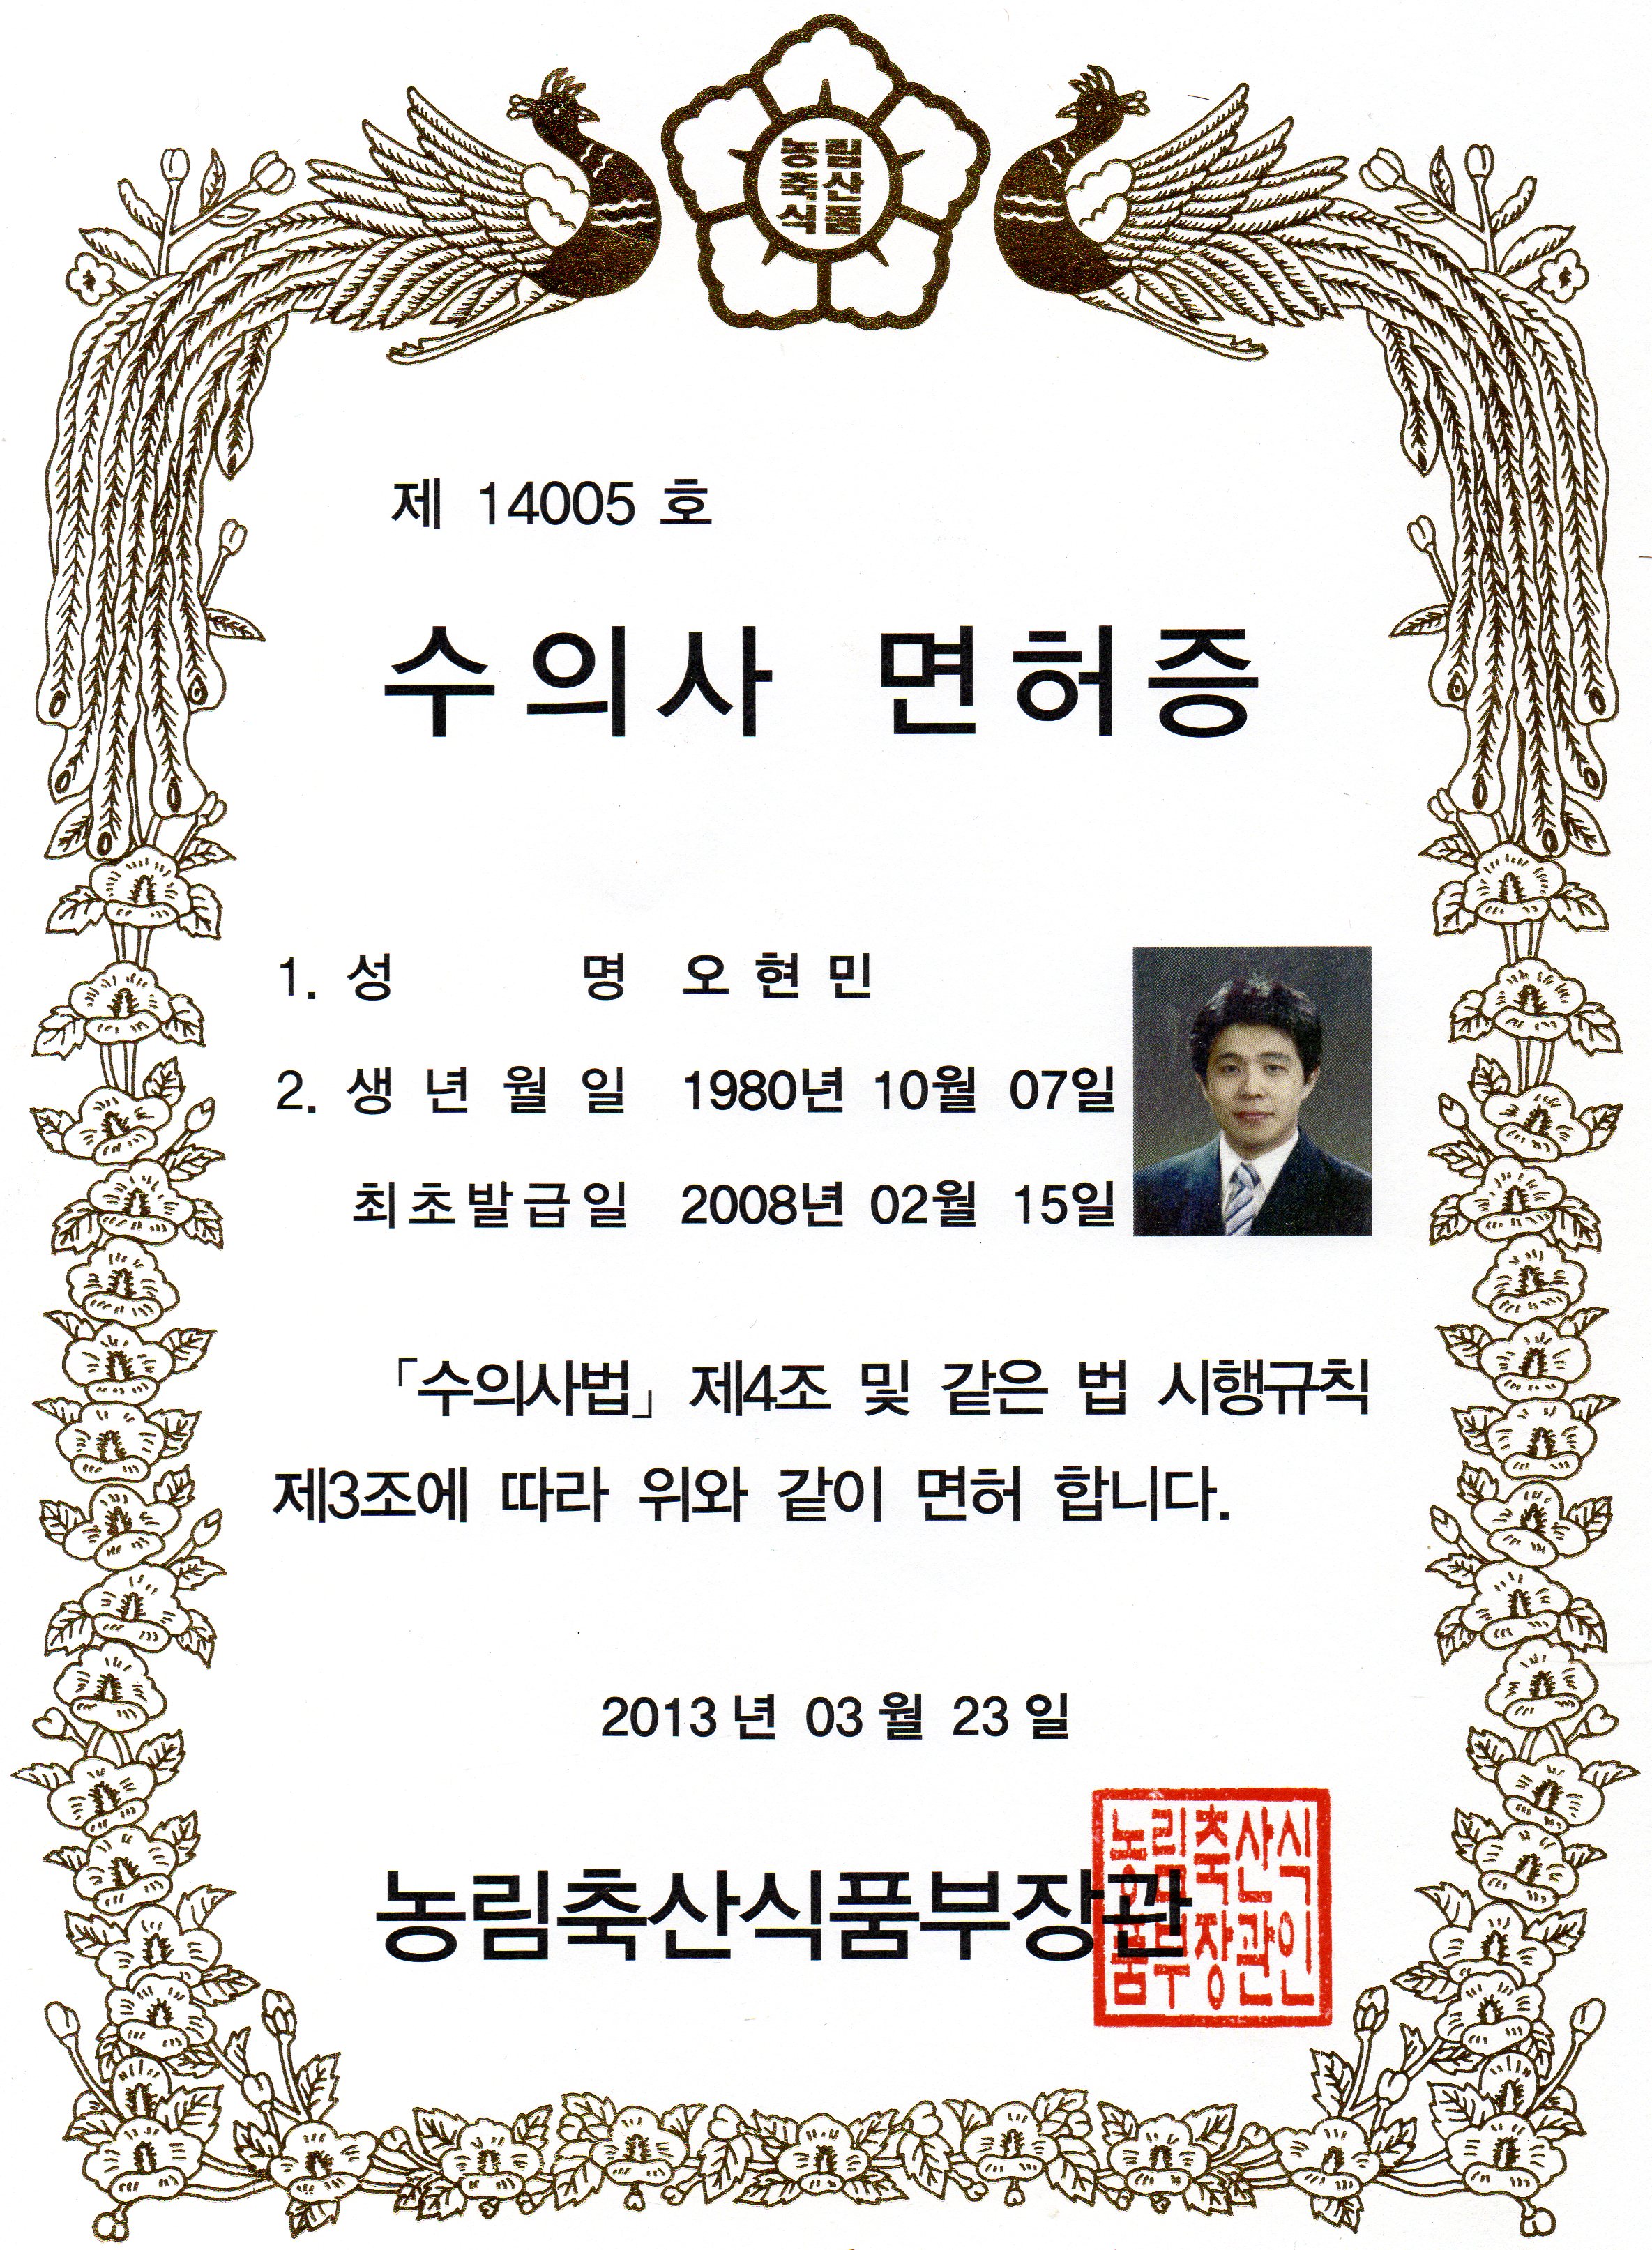 농림
축산
식품
제 14005 호
수의사 면허증
1. 성 명 오 현 민
2. 생 년 월 일 1980년 10월 07일
최초발급일 2008년 02월 15일
「수의사법」 제4조 및 같은 법 시행규칙
제3조에 따라 위와 같이 면허 합니다.
2013 년 03 월 23 일
농림축산식품부장관
농림축산식
품부장관인